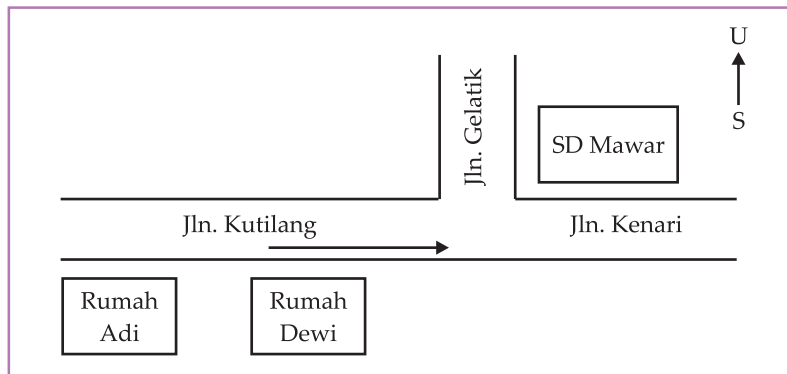 U
S
Jln. Gelatik
SD Mawar
Jln. Kutilang
Jln. Kenari
Rumah
Adi
Rumah
Dewi